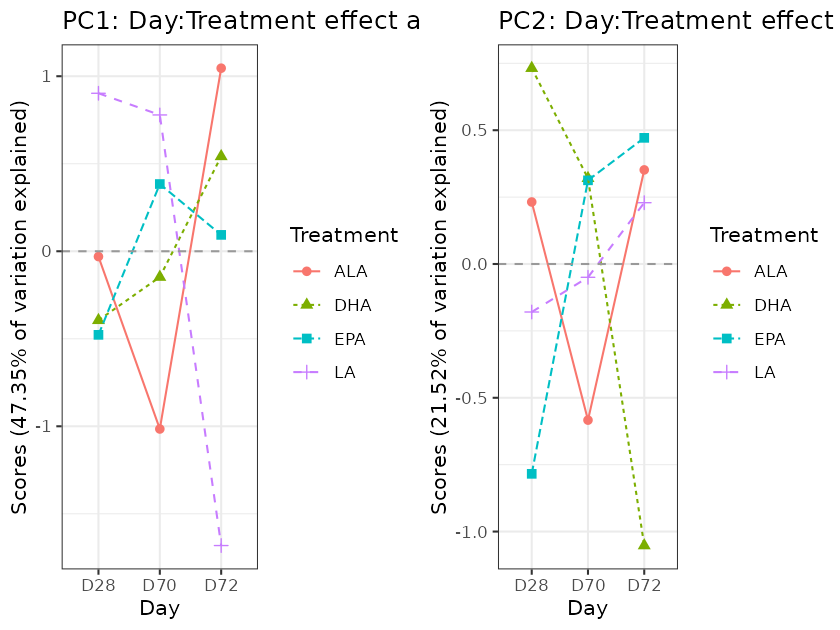 PC1: Day:Treatment effect a
Scores (47.35% of variation explained)
1
0
-1
D28 D70 D72
Day
Treatment
ALA
DHA
EPA
LA
PC2: Day:Treatment effect
Scores (21.52% of variation explained)
0.5
0.0
-0.5
-1.0
D28 D70 D72
Day
Treatment
ALA
DHA
EPA
LA